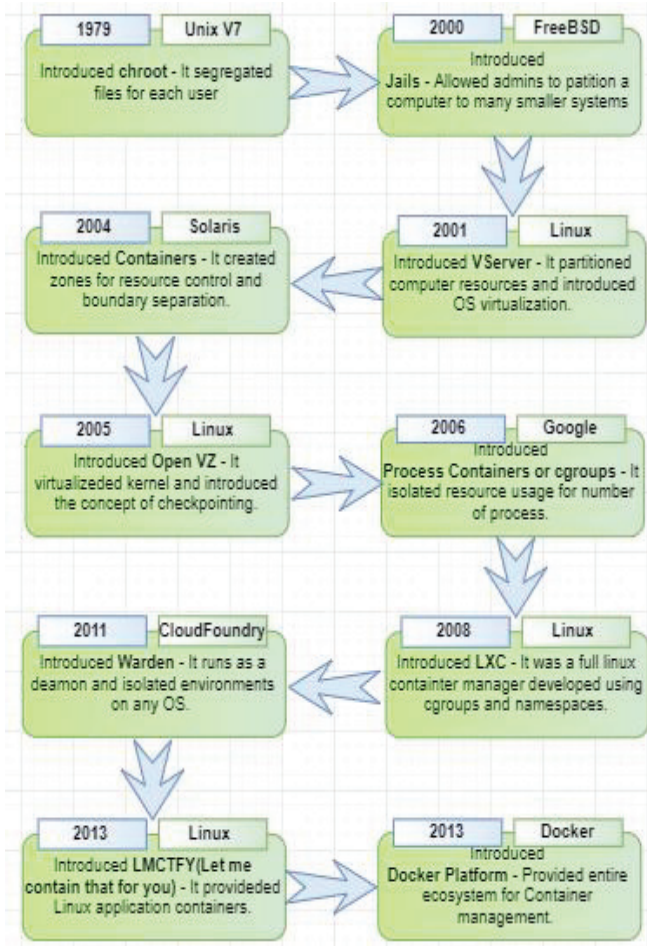 1979 Unix V7
Introduced chroot - It segregated
files for each user
2000 FreeBSD
Introduced
Jails - Allowed admins to patition a
computer to many smaller systems
2001 Linux
Introduced VServer - It partitioned
computer resources and introduced
OS virtualization.
2004 Solaris
Introduced Containers - It created
zones for resource control and
boundary separation.
2005 Linux
Introduced Open VZ - It
virtualizeded kernel and introduced
the concept of checkpointing.
2006 Google
Introduced
Process Containers or cgroups - It
isolated resource usage for number
of process.
2008 Linux
Introduced LXC - It was a full linux
containter manager developed using
cgroups and namespaces.
2011 CloudFoundry
Introduced Warden - It runs as a
deamon and isolated environments
on any OS.
2013 Linux
Introduced LMCTFY(Let me
contain that for you) - It provideded
Linux application containers.
2013 Docker
Introduced
Docker Platform - Provided entire
ecosystem for Container
management.